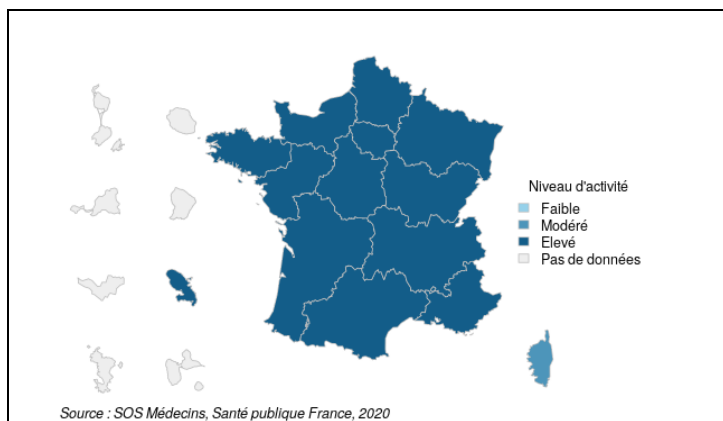 Niveau d'activité
Faible
Modéré
Elevé
Pas de données
Source : SOS Médecins, Santé publique France, 2020